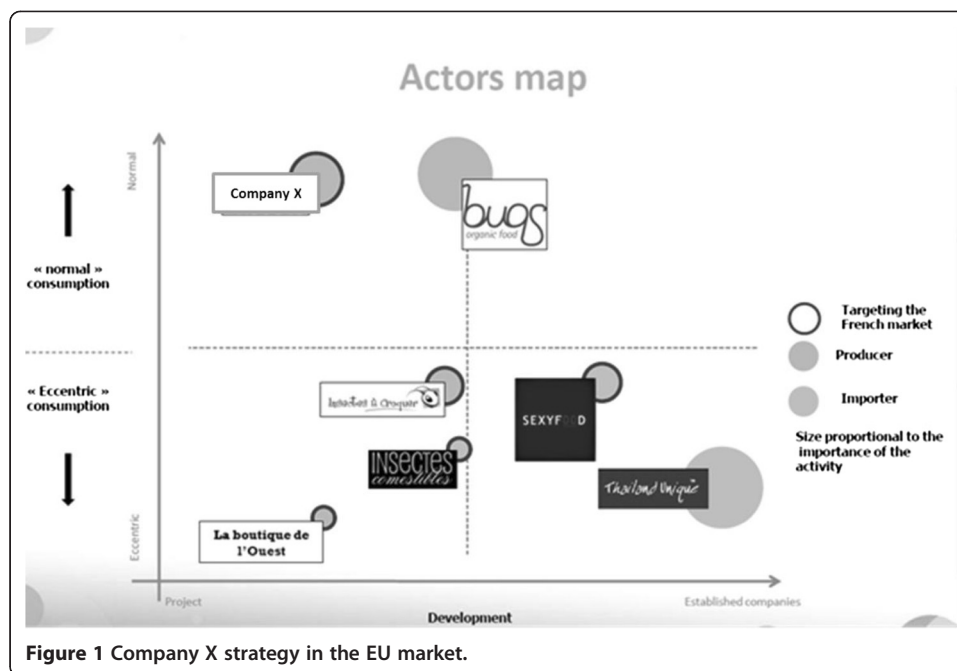 Actors map
Normal
Company X
bugs
organic food
« normal »
consumption
Targeting the
French market
Producer
« Eccentric »
consumption
Insectes à Croquer
SEXYFOOD
Importer
Size proportional to the
importance of the
activity
INSECTES
comestibles
Thailand Unique
La boutique de
l'Ouest
Eccentric
Project
Established companies
Development
Figure 1 Company X strategy in the EU market.